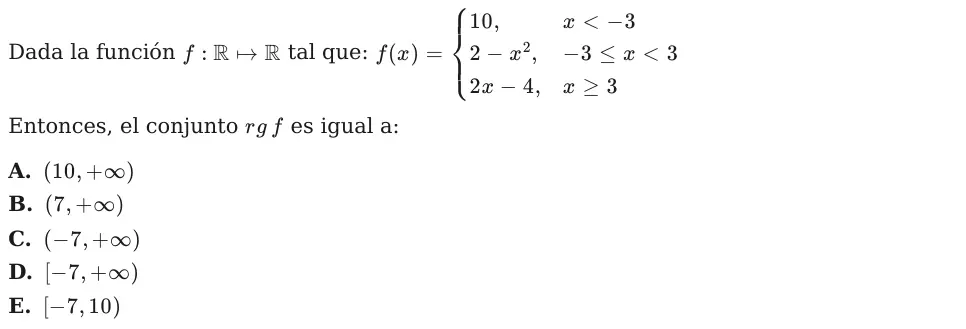 Dada la función f : ℝ ↦ ℝ tal que: f(x) = { 10, x < −3
2 − x², −3 ≤ x < 3
2x − 4, x ≥ 3
Entonces, el conjunto rg f es igual a:
A. (10, +∞)
B. (7, +∞)
C. (−7, +∞)
D. [−7, +∞)
E. [−7, 10)